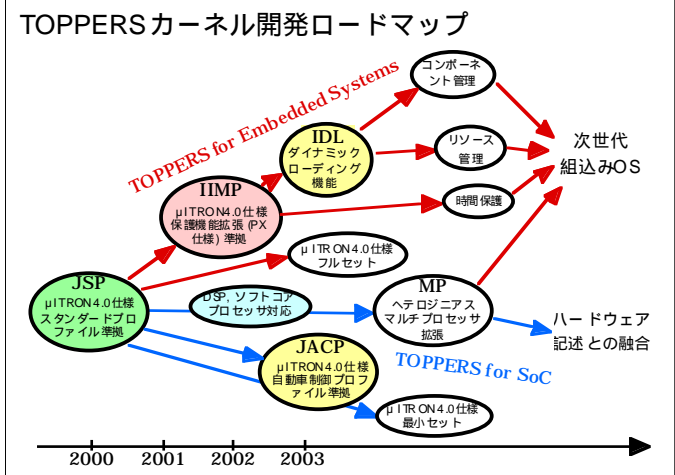 TOPPERSカーネル開発ロードマップ
TOPPERS for Embedded Systems
コンポーネ
ント管理
IDL
ダイナミック
ローディング
機能
リソース
管理
次世代
組込みOS
IIMP
μITRON4.0仕様
保護機能拡張(PX
仕様)準拠
時間保護
μITRON4.0仕様
フルセット
JSP
μITRON4.0仕様
スタンダードプロ
ファイル準拠
DSP, ソフトコア
プロセッサ対応
MP
ヘテロジニアス
マルチプロセッサ
拡張
ハードウェア
記述との融合
JACP
μITRON4.0仕様
自動車制御プロフ
ァイル準拠
TOPPERS for SoC
μITRON4.0仕様
最小セット
2000 2001 2002 2003